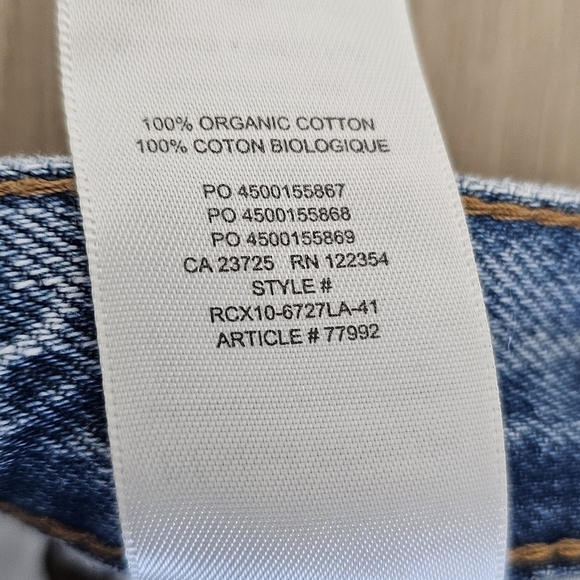 100% ORGANIC COTTON
100% COTON BIOLOGIQUE
PO 4500155867
PO 4500155868
PO 4500155869
CA 23725 RN 122354
STYLE #
RCX10-6727LA-41
ARTICLE # 77992